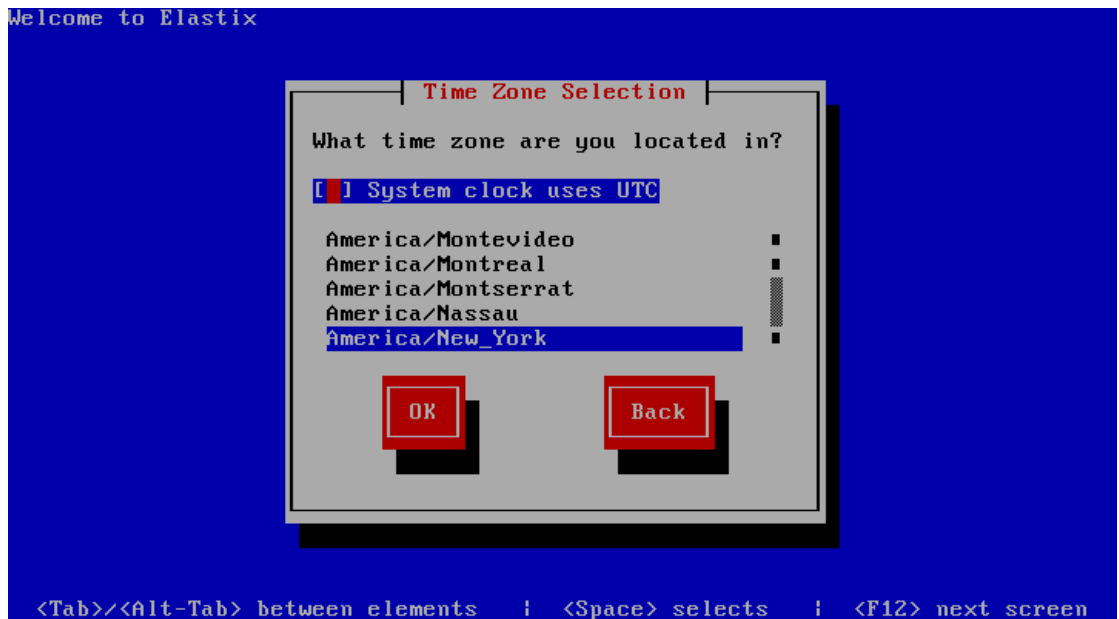 Welcome to Elastix
Time Zone Selection
What time zone are you located in?
[ ] System clock uses UTC
America/Montevideo
America/Montreal
America/Montserrat
America/Nassau
America/New_York
OK
Back
<Tab>/<Alt-Tab> between elements | <Space> selects | <F12> next screen